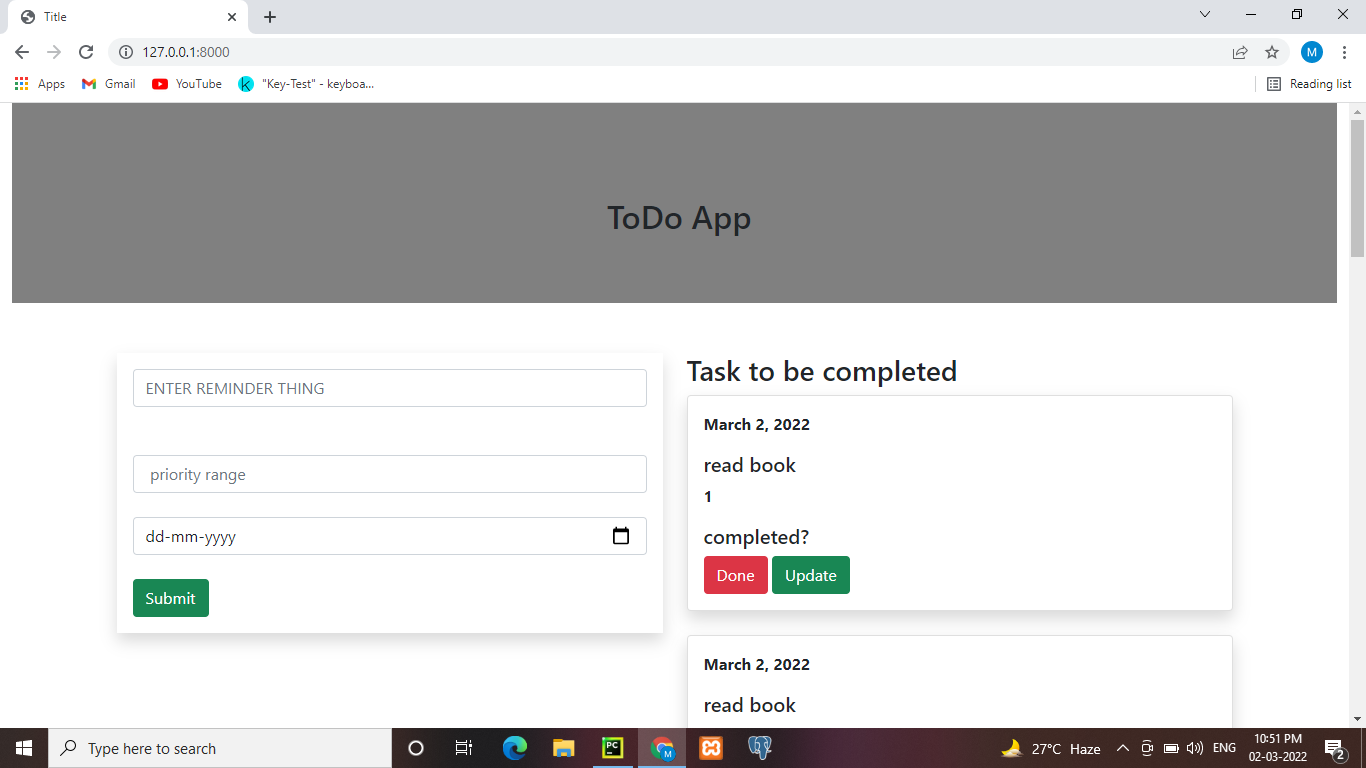 Title
127.0.0.1:8000
M
Apps
Gmail
YouTube
k
"Key-Test" - keyboa...
Reading list
ToDo App
ENTER REMINDER THING
priority range
dd-mm-yyyy
Submit
Task to be completed
March 2, 2022
read book
1
completed?
Done Update
March 2, 2022
read book
Type here to search
PC
M
27°C Haze
ENG
10:51 PM
02-03-2022
2